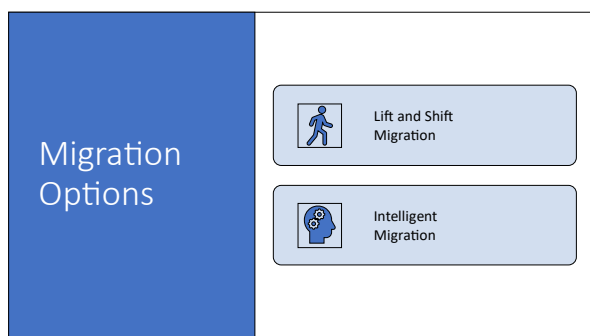 Migration
Options
Lift and Shift
Migration
Intelligent
Migration